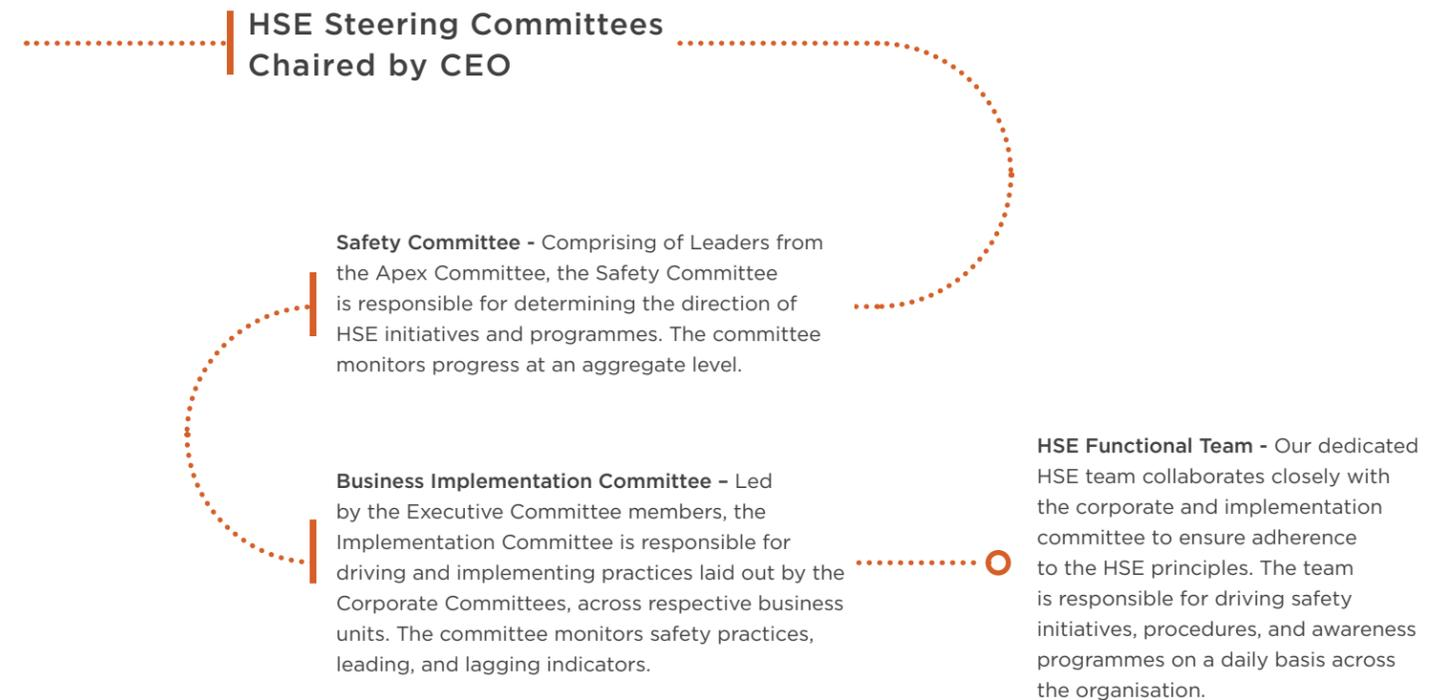 HSE Steering Committees
Chaired by CEO
Safety Committee - Comprising of Leaders from
the Apex Committee, the Safety Committee
is responsible for determining the direction of
HSE initiatives and programmes. The committee
monitors progress at an aggregate level.
Business Implementation Committee – Led
by the Executive Committee members, the
Implementation Committee is responsible for
driving and implementing practices laid out by the
Corporate Committees, across respective business
units. The committee monitors safety practices,
leading, and lagging indicators.
HSE Functional Team - Our dedicated
HSE team collaborates closely with
the corporate and implementation
committee to ensure adherence
to the HSE principles. The team
is responsible for driving safety
initiatives, procedures, and awareness
programmes on a daily basis across
the organisation.